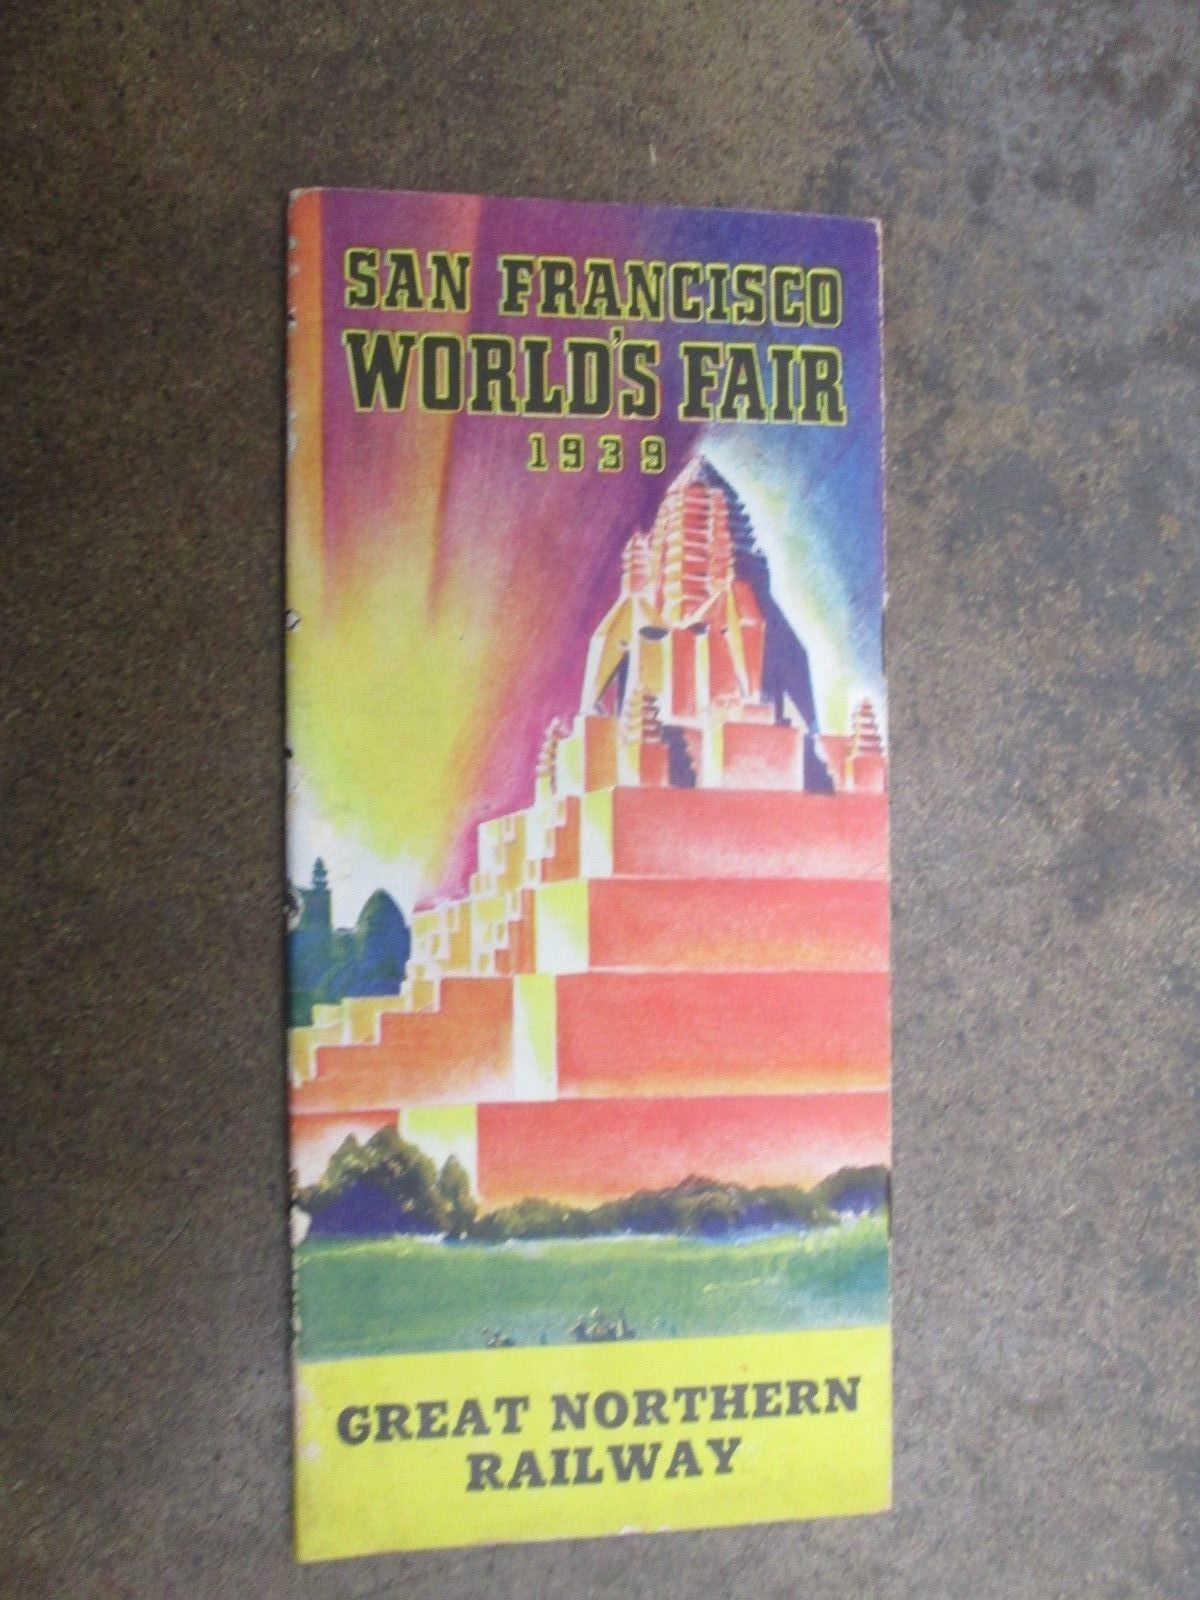 SAN FRANCISCO
WORLD'S FAIR
1939
GREAT NORTHERN
RAILWAY